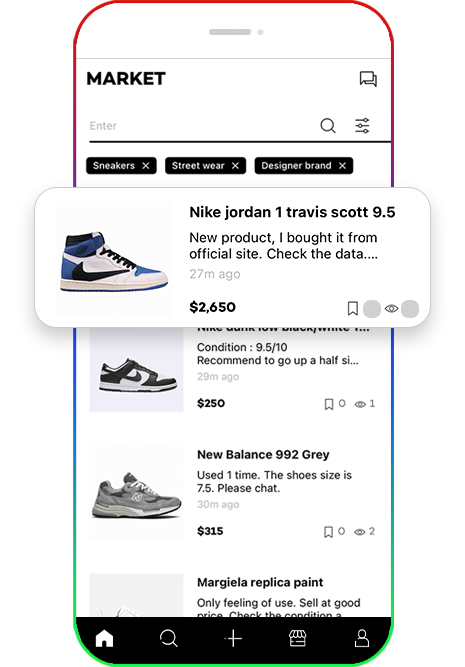 MARKET
Enter
Sneakers ×
Street wear ×
Designer brand ×
Nike jordan 1 travis scott 9.5
New product, I bought it from
official site. Check the data....
27m ago
$2,650
Nike dunk low black/white 1...
Condition : 9.5/10
Recommend to go up a half si...
29m ago
$250
0
1
New Balance 992 Grey
Used 1 time. The shoes size is
7.5. Please chat.
30m ago
$315
0
2
Margiela replica paint
Only feeling of use. Sell at good
price. Check the condition a